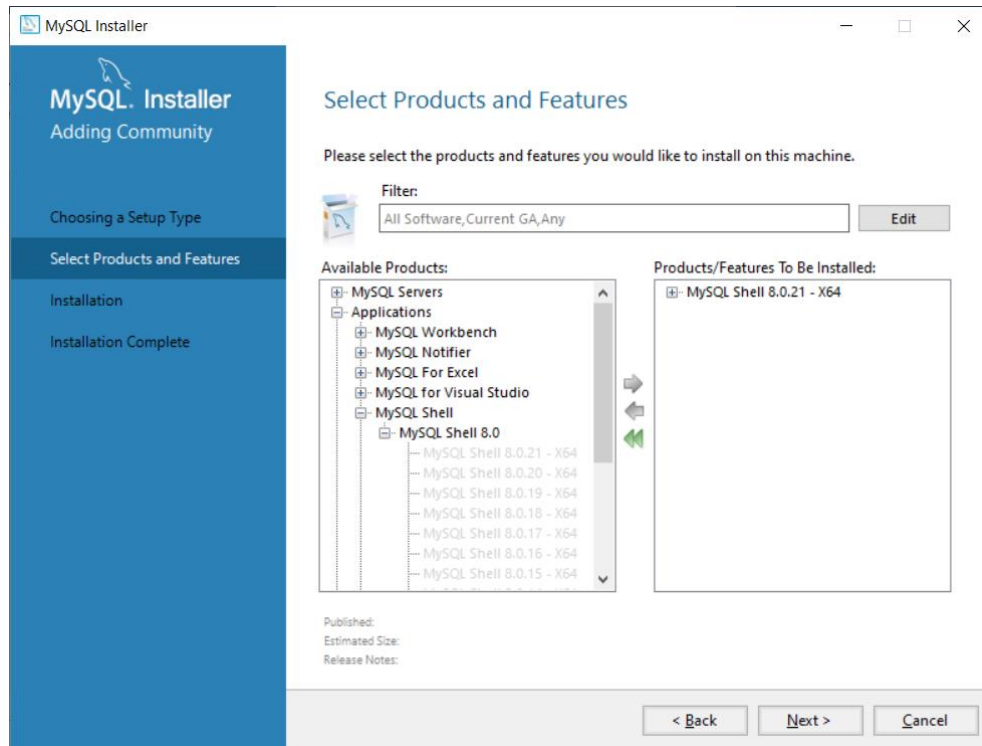 MySQL Installer
MySQL. Installer
Adding Community
Choosing a Setup Type
Select Products and Features
Installation
Installation Complete
Select Products and Features
Please select the products and features you would like to install on this machine.
Filter:
All Software,Current GA,Any
Edit
Available Products:
MySQL Servers
Applications
MySQL Workbench
MySQL Notifier
MySQL For Excel
MySQL for Visual Studio
MySQL Shell
MySQL Shell 8.0
MySQL Shell 8.0.21 - X64
MySQL Shell 8.0.20 - X64
MySQL Shell 8.0.19 - X64
MySQL Shell 8.0.18 - X64
MySQL Shell 8.0.17 - X64
MySQL Shell 8.0.16 - X64
MySQL Shell 8.0.15 - X64
Products/Features To Be Installed:
MySQL Shell 8.0.21 - X64
Published:
Estimated Size:
Release Notes:
< Back
Next >
Cancel